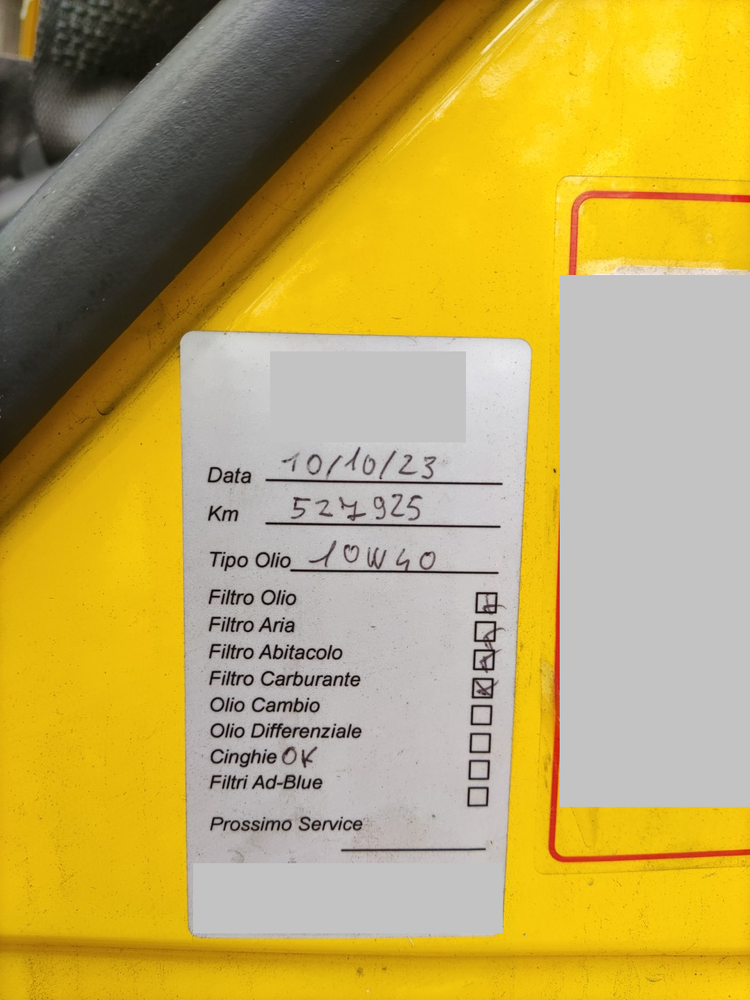 Data 10/10/23
Km 527925
Tipo Olio 10W40
Filtro Olio
Filtro Aria
Filtro Abitacolo
Filtro Carburante
Olio Cambio
Olio Differenziale
Cinghie OK
Filtri Ad-Blue
Prossimo Service